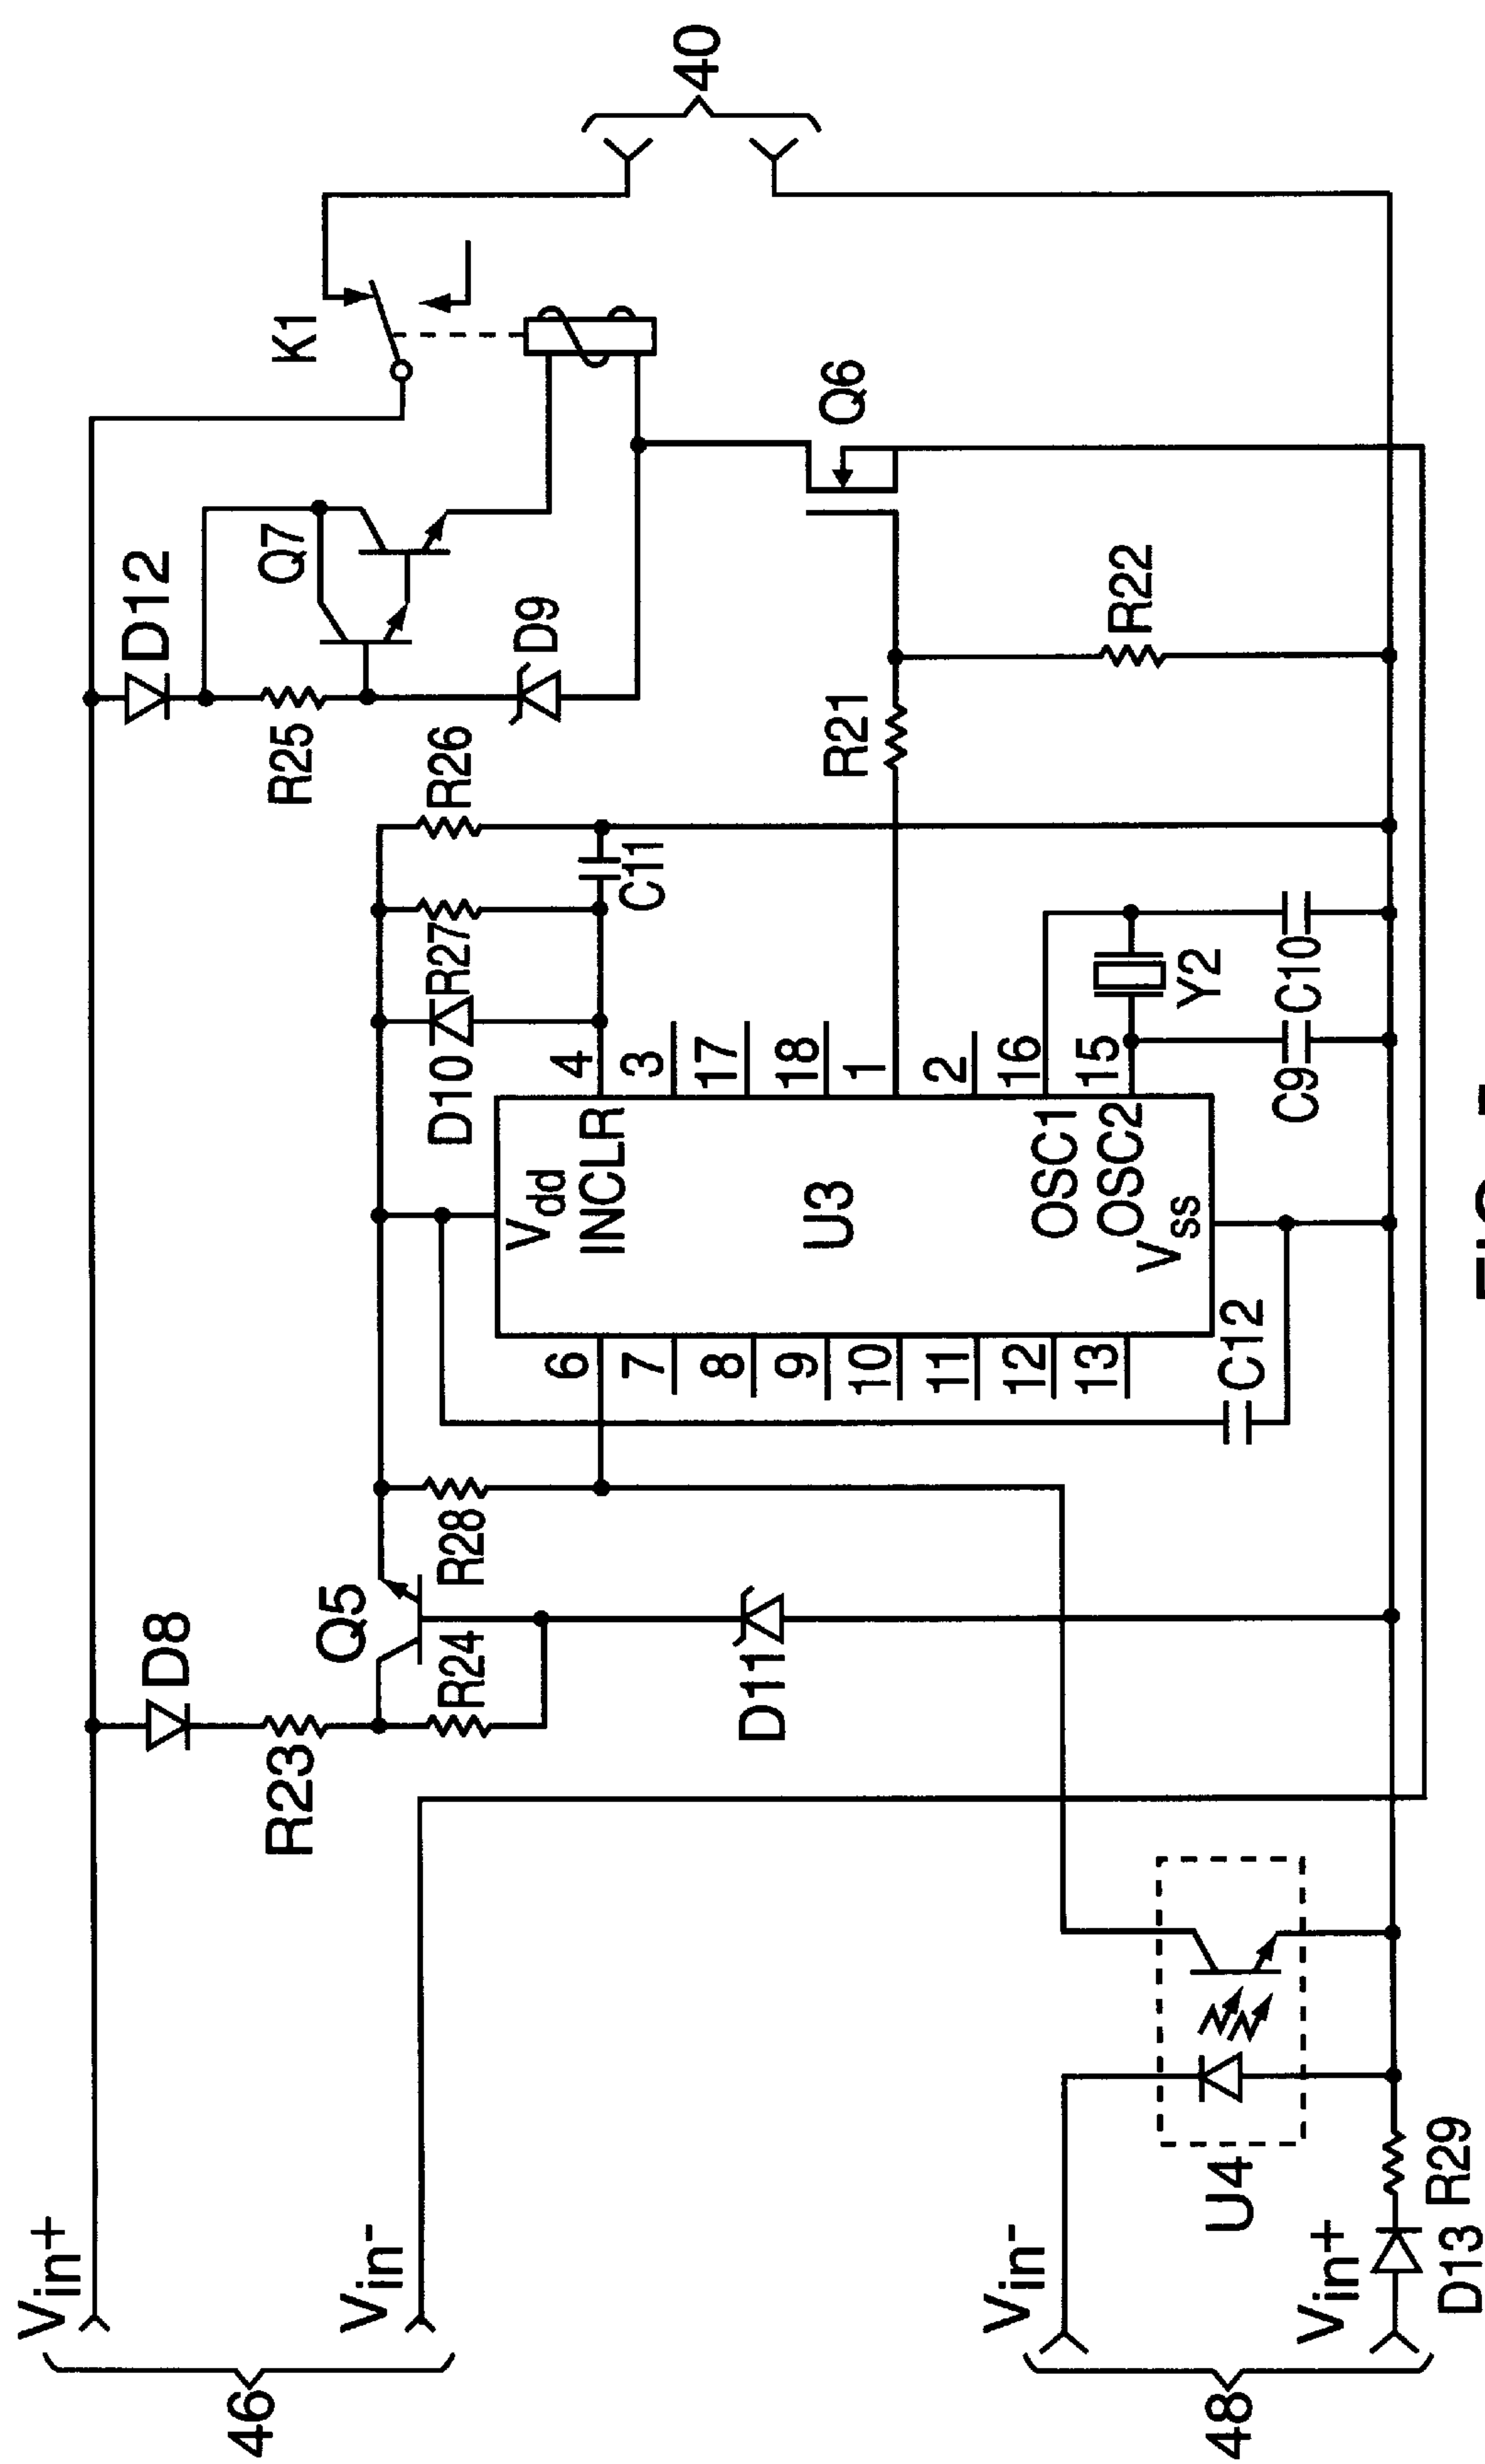 46
Vin+
Vin-
D8
R23
Q5
R24
D11
R28
D12
R25
Q7
D9
K1
40
D10
R27
R26
C11
Vdd
INCLR
U3
OSC1
OSC2
Vss
6
7
8
9
10
11
12
13
4
3
17
18
1
2
16
15
C12
R21
Q6
R22
Y2
C9
C10
48
Vin-
Vin+
U4
D13
R29